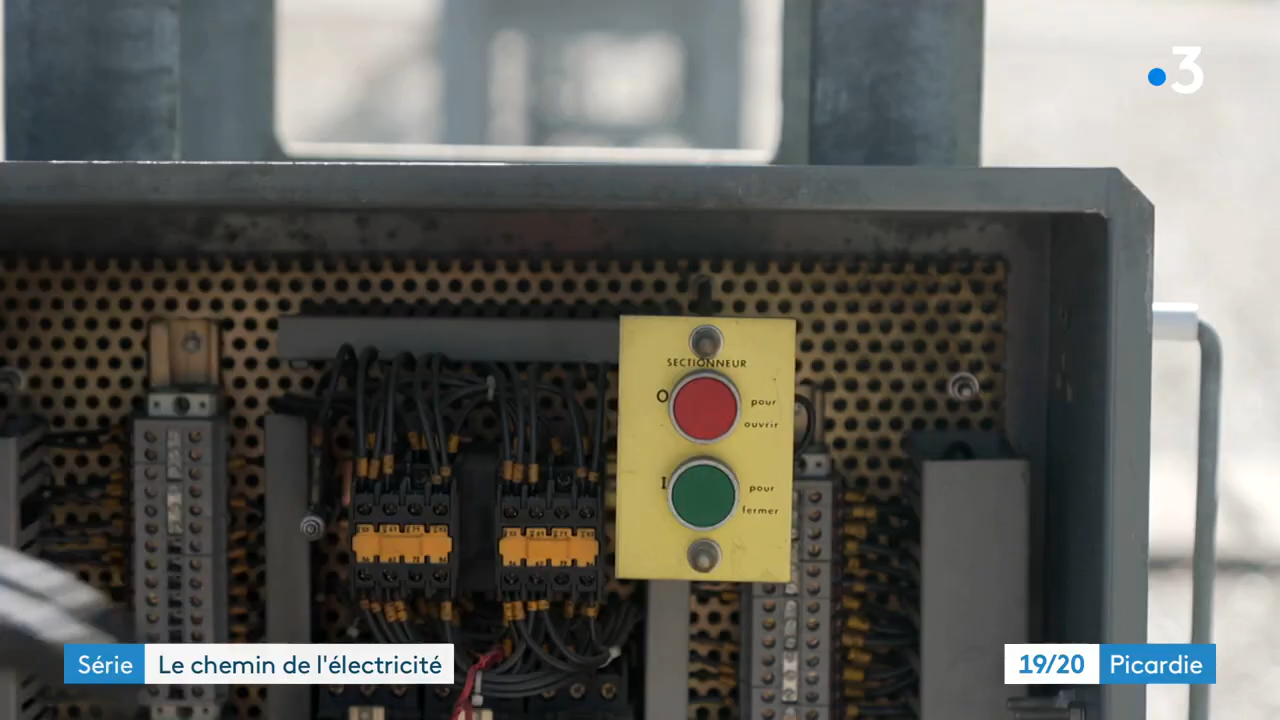 3
SECTIONNEUR
O
pour
ouvrir
I
pour
fermer
Série Le chemin de l'électricité
19/20 Picardie